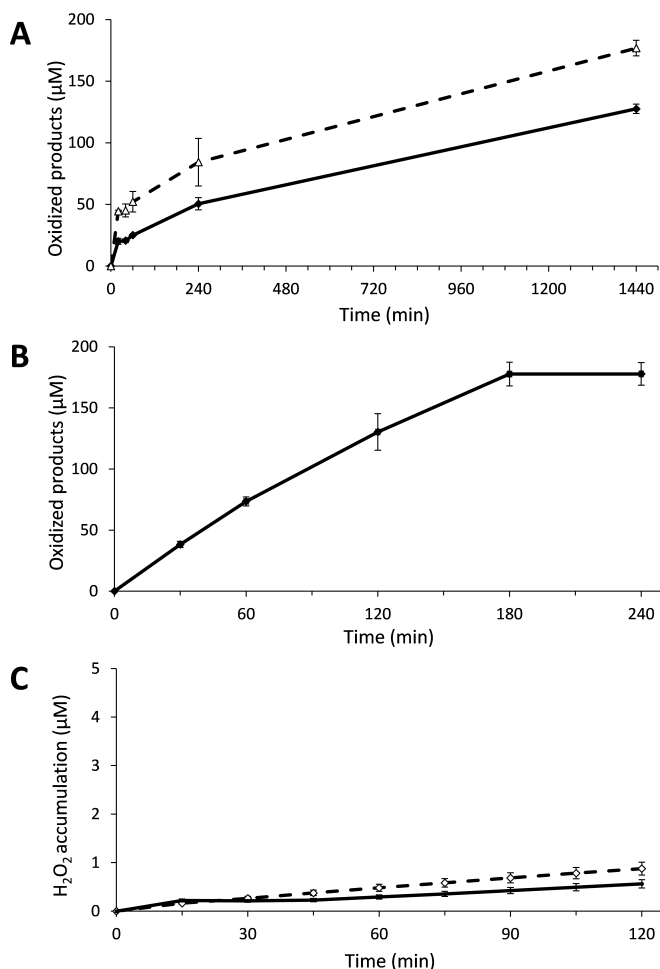 A
200
150
100
50
0
Oxidized products (µM)
0 240 480 720 960 1200 1440
Time (min)
B
200
150
100
50
0
Oxidized products (µM)
0 60 120 180 240
Time (min)
C
5
4
3
2
1
0
H₂O₂ accumulation (µM)
0 30 60 90 120
Time (min)